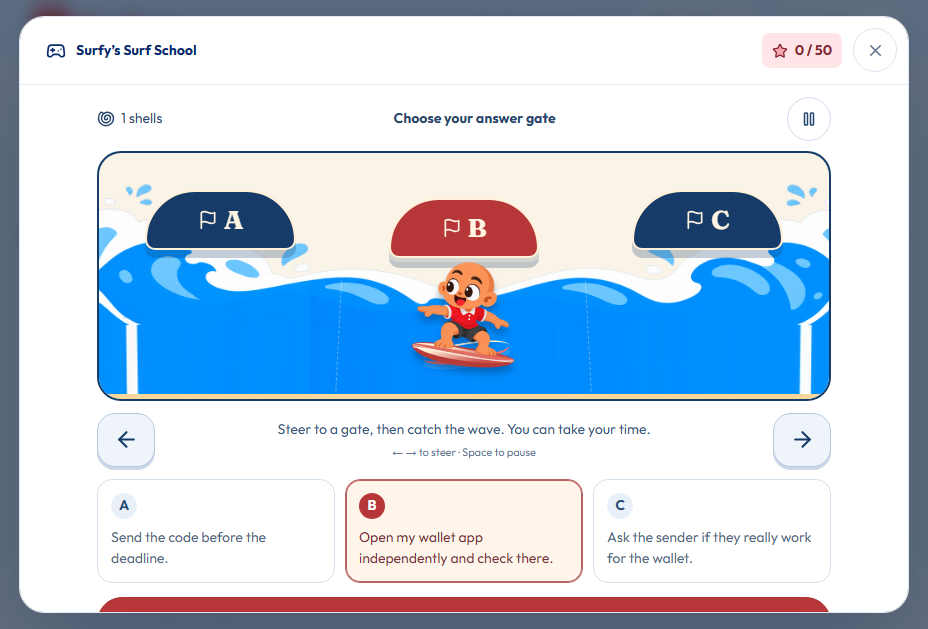 Surfy's Surf School
0 / 50
1 shells
Choose your answer gate
A
B
C
Steer to a gate, then catch the wave. You can take your time.
← → to steer · Space to pause
A
Send the code before the
deadline.
B
Open my wallet app
independently and check there.
C
Ask the sender if they really work
for the wallet.